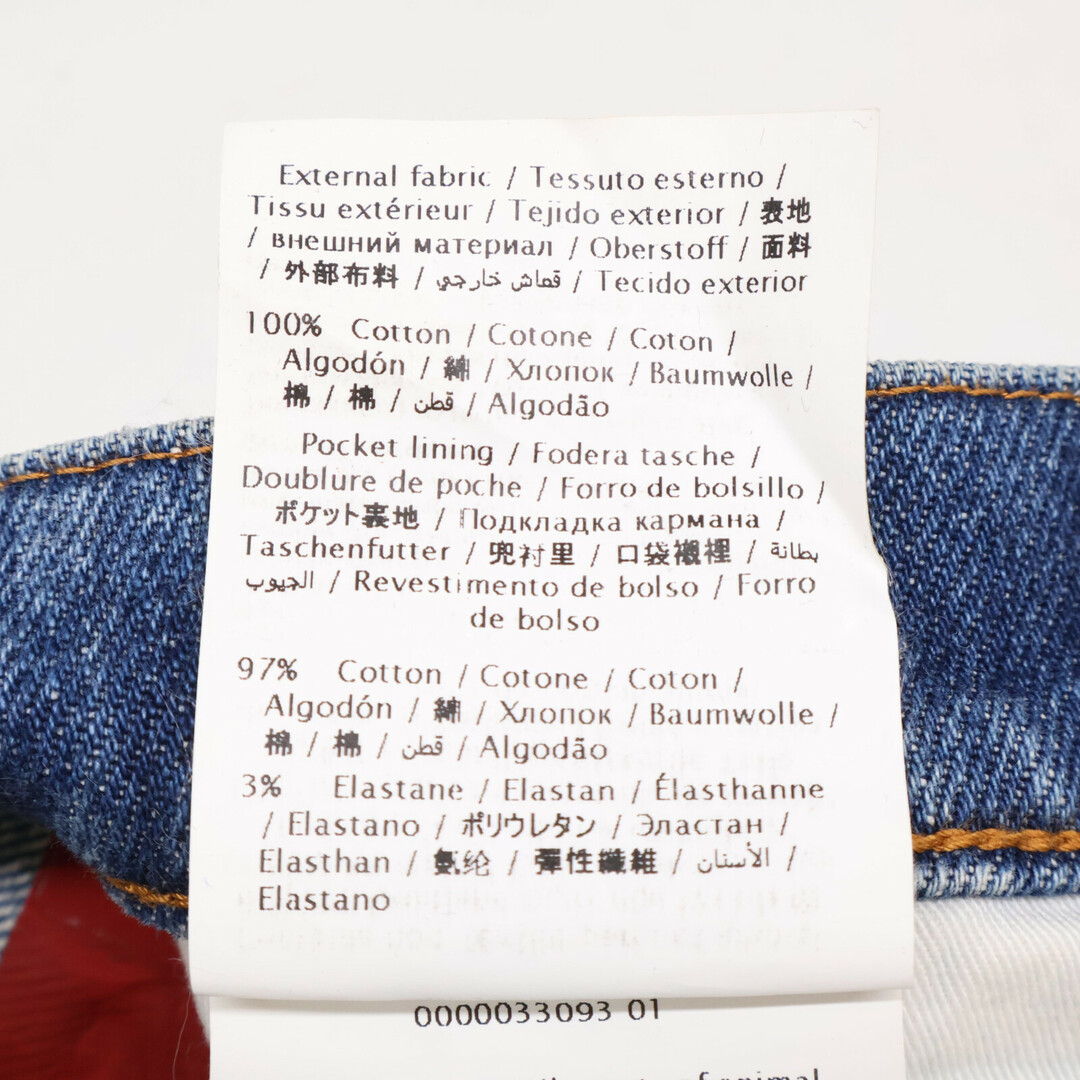 External fabric / Tessuto esterno /
Tissu extérieur / Tejido exterior / 表地
/ внешний материал / Oberstoff / 面料
/ 外部布料 / قماش خارجي / Tecido exterior
100% Cotton / Cotone / Coton /
Algodón / 綿 / Хлопок / Baumwolle /
棉 / 棉 / قطن / Algodão
Pocket lining / Fodera tasche /
Doublure de poche / Forro de bolsillo /
ポケット裏地 / Подкладка кармана /
Taschenfutter / 兜衬里 / 口袋襯裡 / بطانة
الجيوب / Revestimento de bolso / Forro
de bolso
97% Cotton / Cotone / Coton /
Algodón / 綿 / Хлопок / Baumwolle /
棉 / 棉 / قطن / Algodão
3% Elastane / Elastan / Élasthanne
/ Elastano / ポリウレタン / Эластан /
Elasthan / 氨纶 / 彈性纖維 / الأستان /
Elastano
0000033093 01
of animal